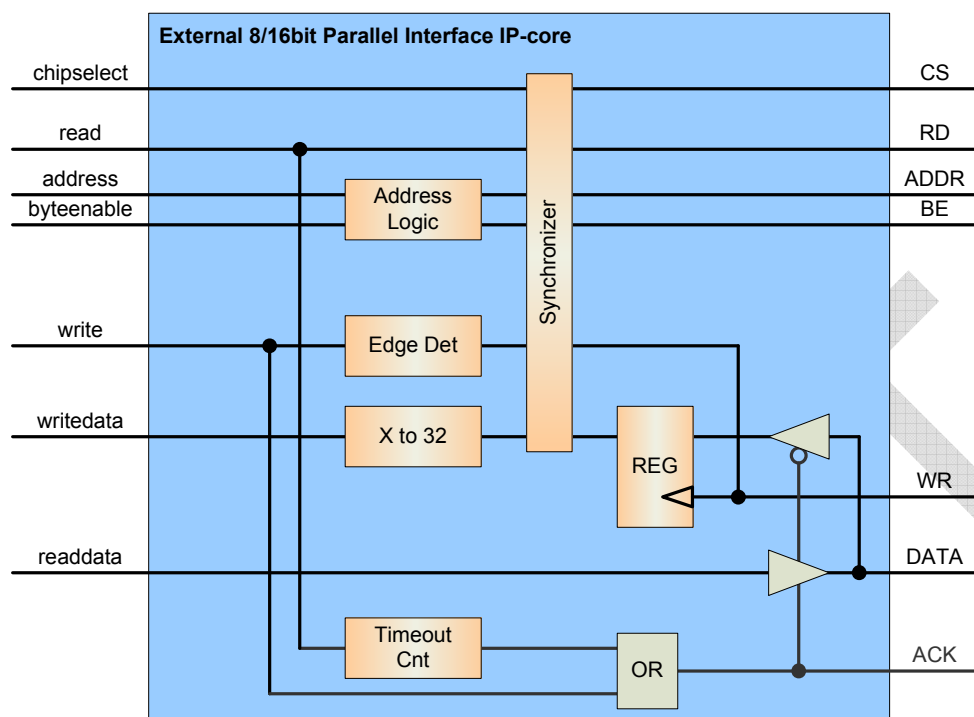 External 8/16bit Parallel Interface IP-core
chipselect
CS
read
RD
address
ADDR
byteenable
BE
Address
Logic
Synchronizer
write
Edge Det
writedata
X to 32
REG
WR
readdata
DATA
Timeout
Cnt
OR
ACK